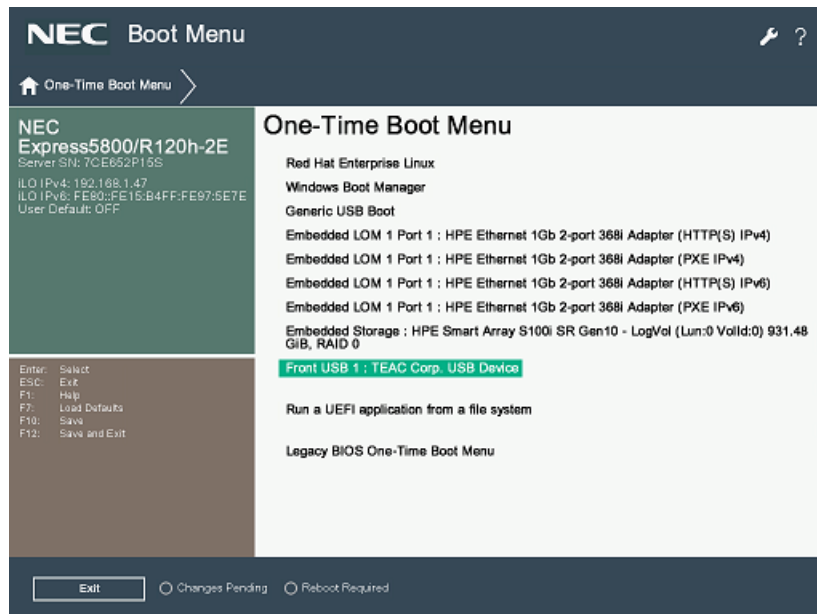 NEC Boot Menu
?
One-Time Boot Menu
NEC
Express5800/R120h-2E
Server SN: 7CE652P15S
iLO IPv4: 192.168.1.47
iLO IPv6: FE80::FE15:B4FF:FE97:5E7E
User Default: OFF
Enter: Select
ESC: Exit
F1: Help
F7: Load Defaults
F10: Save
F12: Save and Exit
One-Time Boot Menu
Red Hat Enterprise Linux
Windows Boot Manager
Generic USB Boot
Embedded LOM 1 Port 1 : HPE Ethernet 1Gb 2-port 368i Adapter (HTTP(S) IPv4)
Embedded LOM 1 Port 1 : HPE Ethernet 1Gb 2-port 368i Adapter (PXE IPv4)
Embedded LOM 1 Port 1 : HPE Ethernet 1Gb 2-port 368i Adapter (HTTP(S) IPv6)
Embedded LOM 1 Port 1 : HPE Ethernet 1Gb 2-port 368i Adapter (PXE IPv6)
Embedded Storage : HPE Smart Array S100i SR Gen10 - LogVol (Lun:0 VolId:0) 931.48
GiB, RAID 0
Front USB 1 : TEAC Corp. USB Device
Run a UEFI application from a file system
Legacy BIOS One-Time Boot Menu
Exit
Changes Pending
Reboot Required